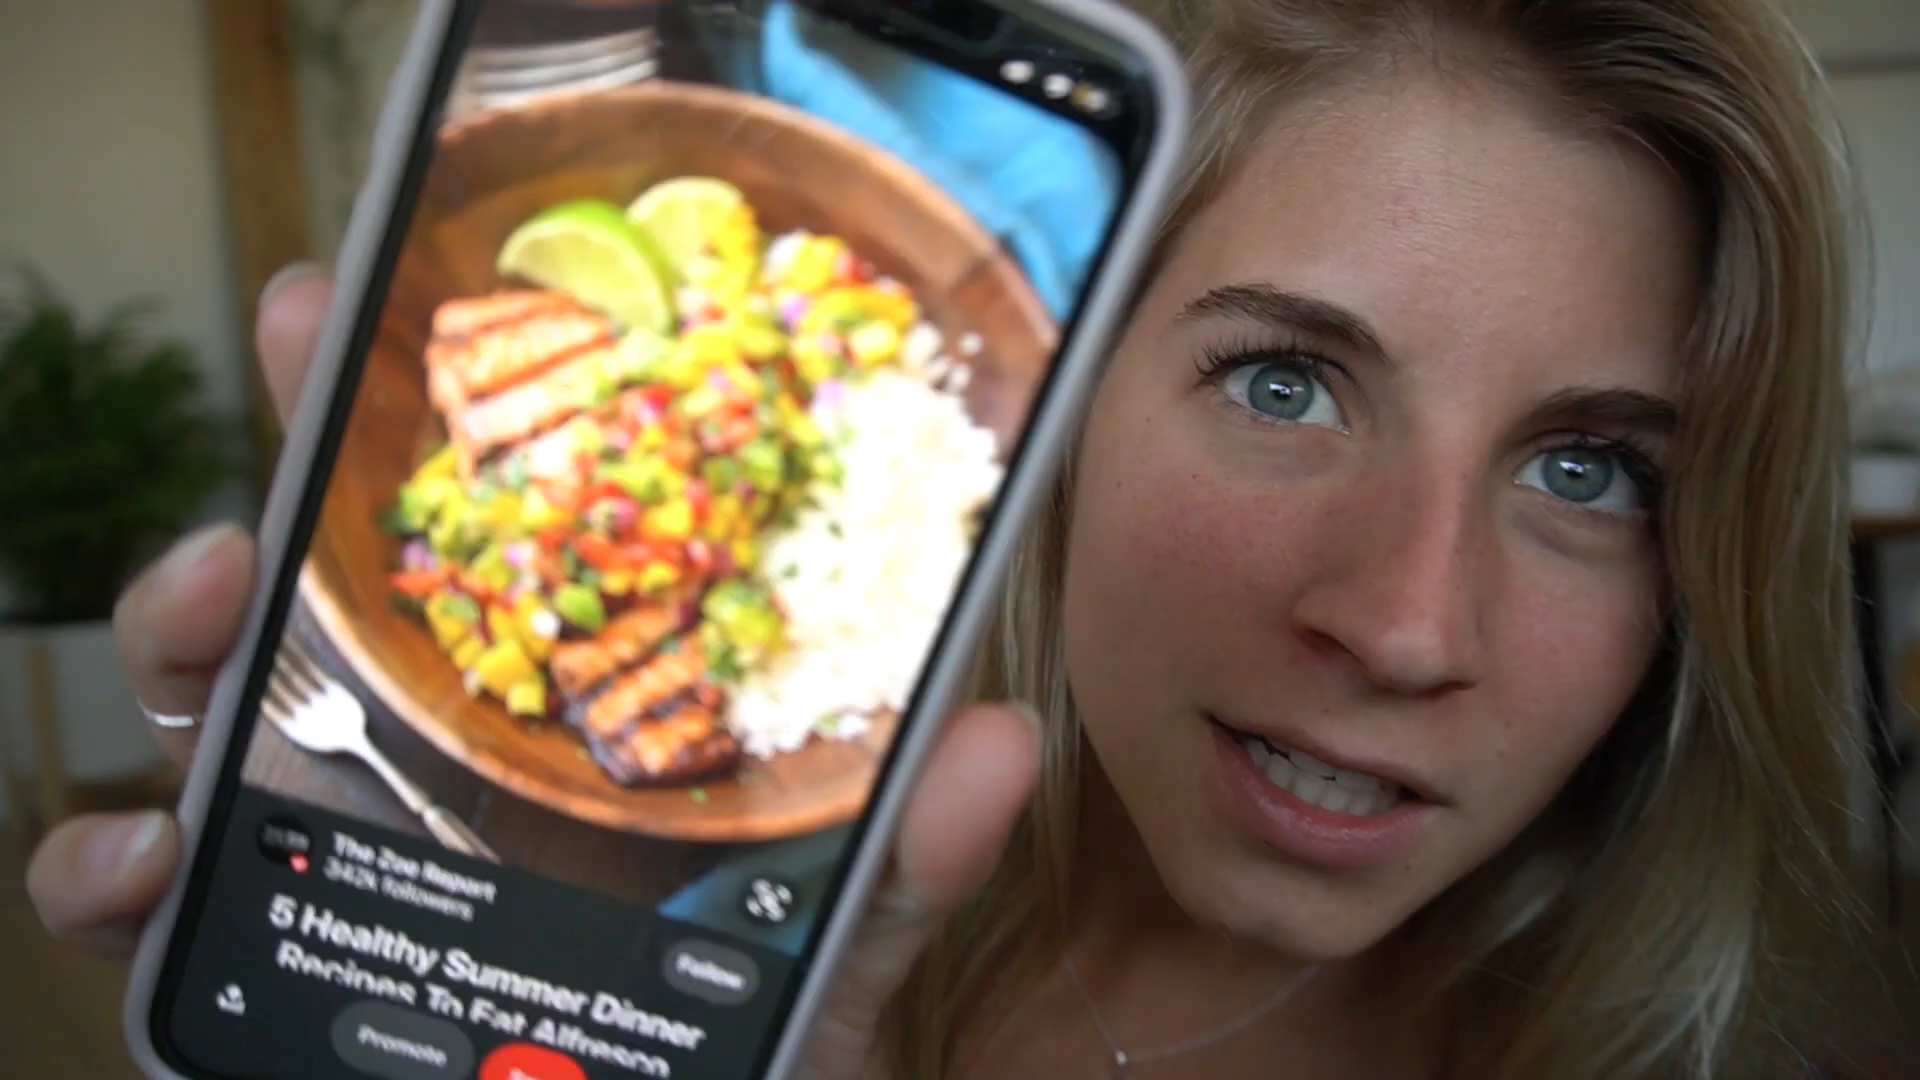 The Zoe Report
342k followers
Follow
5 Healthy Summer Dinner
Recipes To Eat Alfresco
Promote